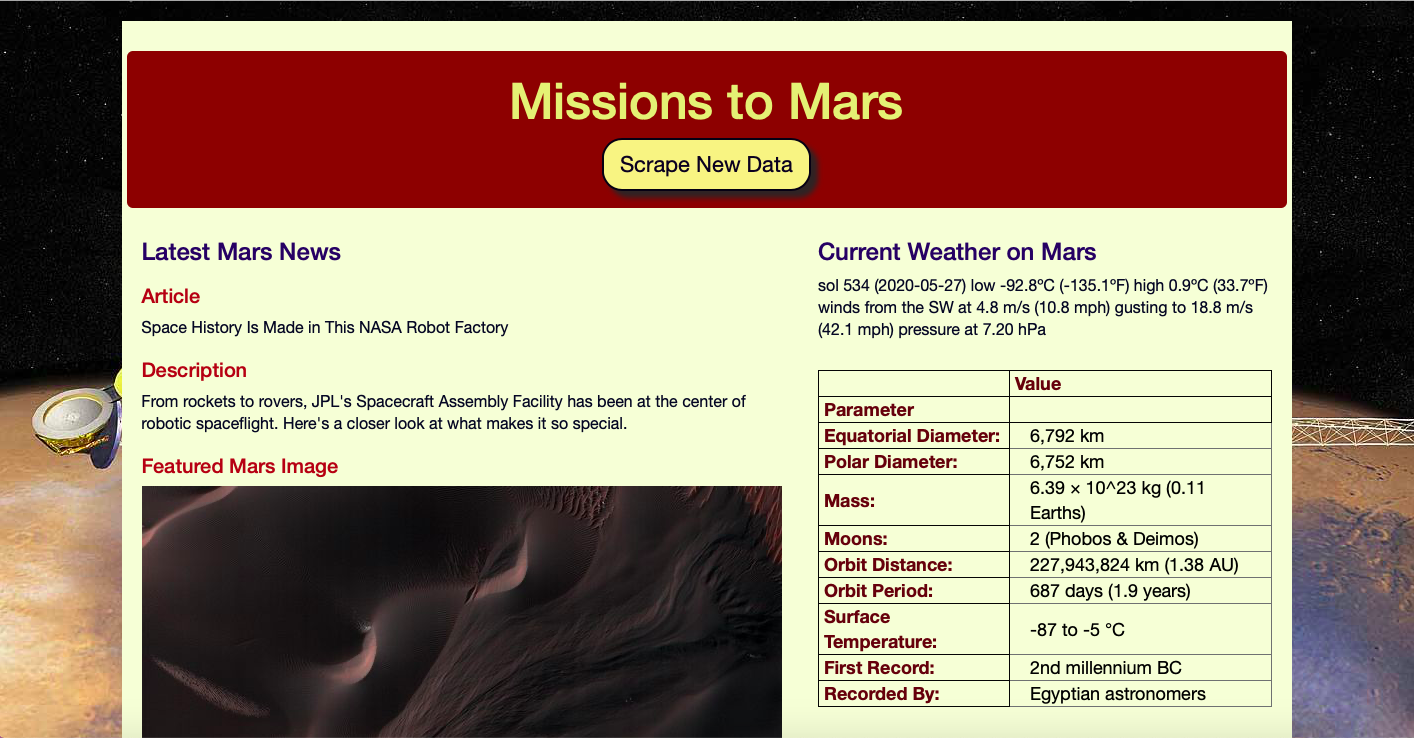 Missions to Mars
Scrape New Data
Latest Mars News
Article
Space History Is Made in This NASA Robot Factory
Description
From rockets to rovers, JPL's Spacecraft Assembly Facility has been at the center of
robotic spaceflight. Here's a closer look at what makes it so special.
Featured Mars Image
Current Weather on Mars
sol 534 (2020-05-27) low -92.8ºC (-135.1ºF) high 0.9ºC (33.7ºF)
winds from the SW at 4.8 m/s (10.8 mph) gusting to 18.8 m/s
(42.1 mph) pressure at 7.20 hPa
Value
Parameter
Equatorial Diameter: 6,792 km
Polar Diameter: 6,752 km
Mass: 6.39 × 10^23 kg (0.11
Earths)
Moons: 2 (Phobos & Deimos)
Orbit Distance: 227,943,824 km (1.38 AU)
Orbit Period: 687 days (1.9 years)
Surface
Temperature: -87 to -5 °C
First Record: 2nd millennium BC
Recorded By: Egyptian astronomers